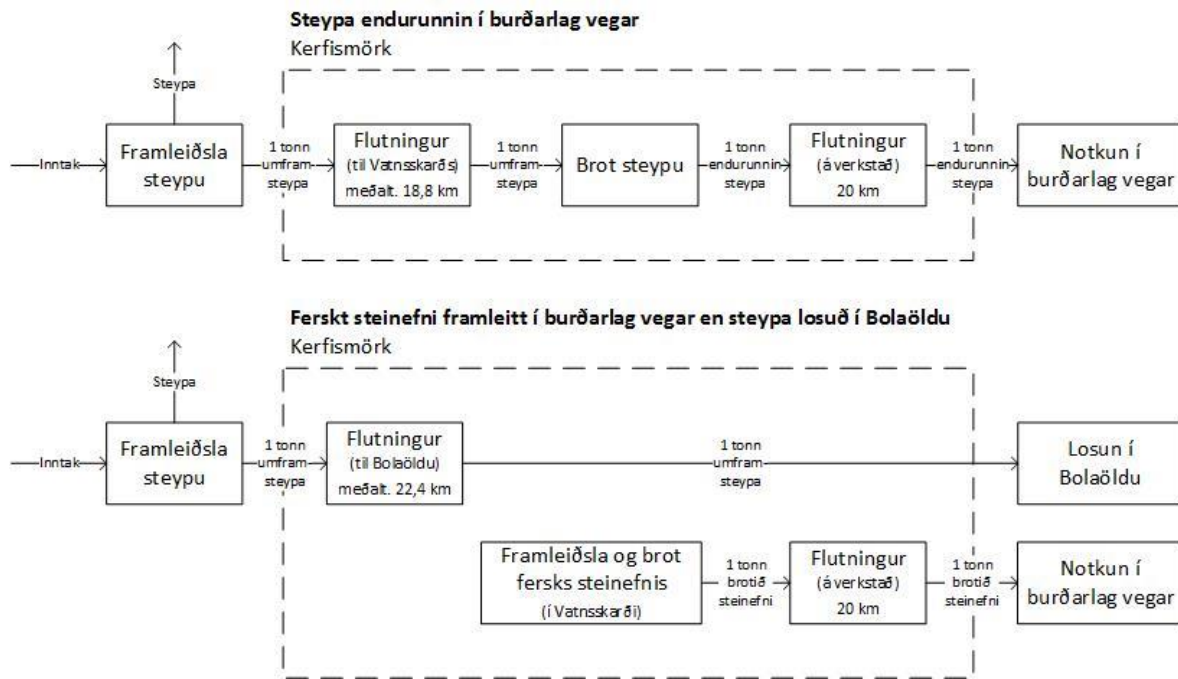 Steypa endurunnin í burðarlag vegar
Kerfismörk
Steypa
Inntak
Framleiðsla
steypu
1 tonn
umfram-
steypa
Flutningur
(til Vatnsskarðs)
meðalt. 18,8 km
1 tonn
umfram-
steypa
Brot steypu
1 tonn
endurunnin
steypa
Flutningur
(á verkstað)
20 km
1 tonn
endurunnin
steypa
Notkun í
burðarlag vegar
Ferskt steinefni framleitt í burðarlag vegar en steypa losuð í Bolaöldu
Kerfismörk
Steypa
Inntak
Framleiðsla
steypu
1 tonn
umfram-
steypa
Flutningur
(til Bolaöldu)
meðalt. 22,4 km
1 tonn
umfram-
steypa
Losun í
Bolaöldu
Framleiðsla og brot
fersks steinefnis
(í Vatnsskarði)
1 tonn
brotið
steinefni
Flutningur
(á verkstað)
20 km
1 tonn
brotið
steinefni
Notkun í
burðarlag vegar